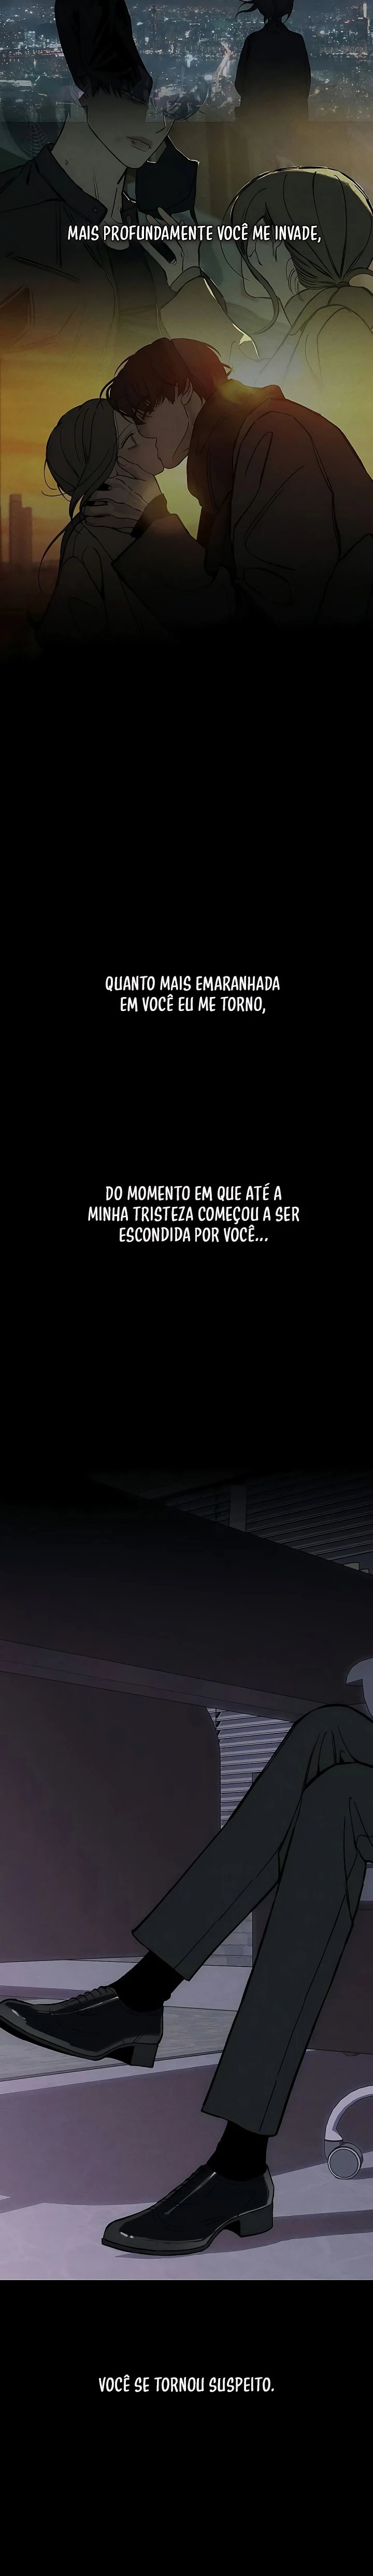 MAIS PROFUNDAMENTE VOCÊ ME INVADE,
QUANTO MAIS EMARANHADA
EM VOCÊ EU ME TORNO,
DO MOMENTO EM QUE ATÉ A
MINHA TRISTEZA COMEÇOU A SER
ESCONDIDA POR VOCÊ...
VOCÊ SE TORNOU SUSPEITO.